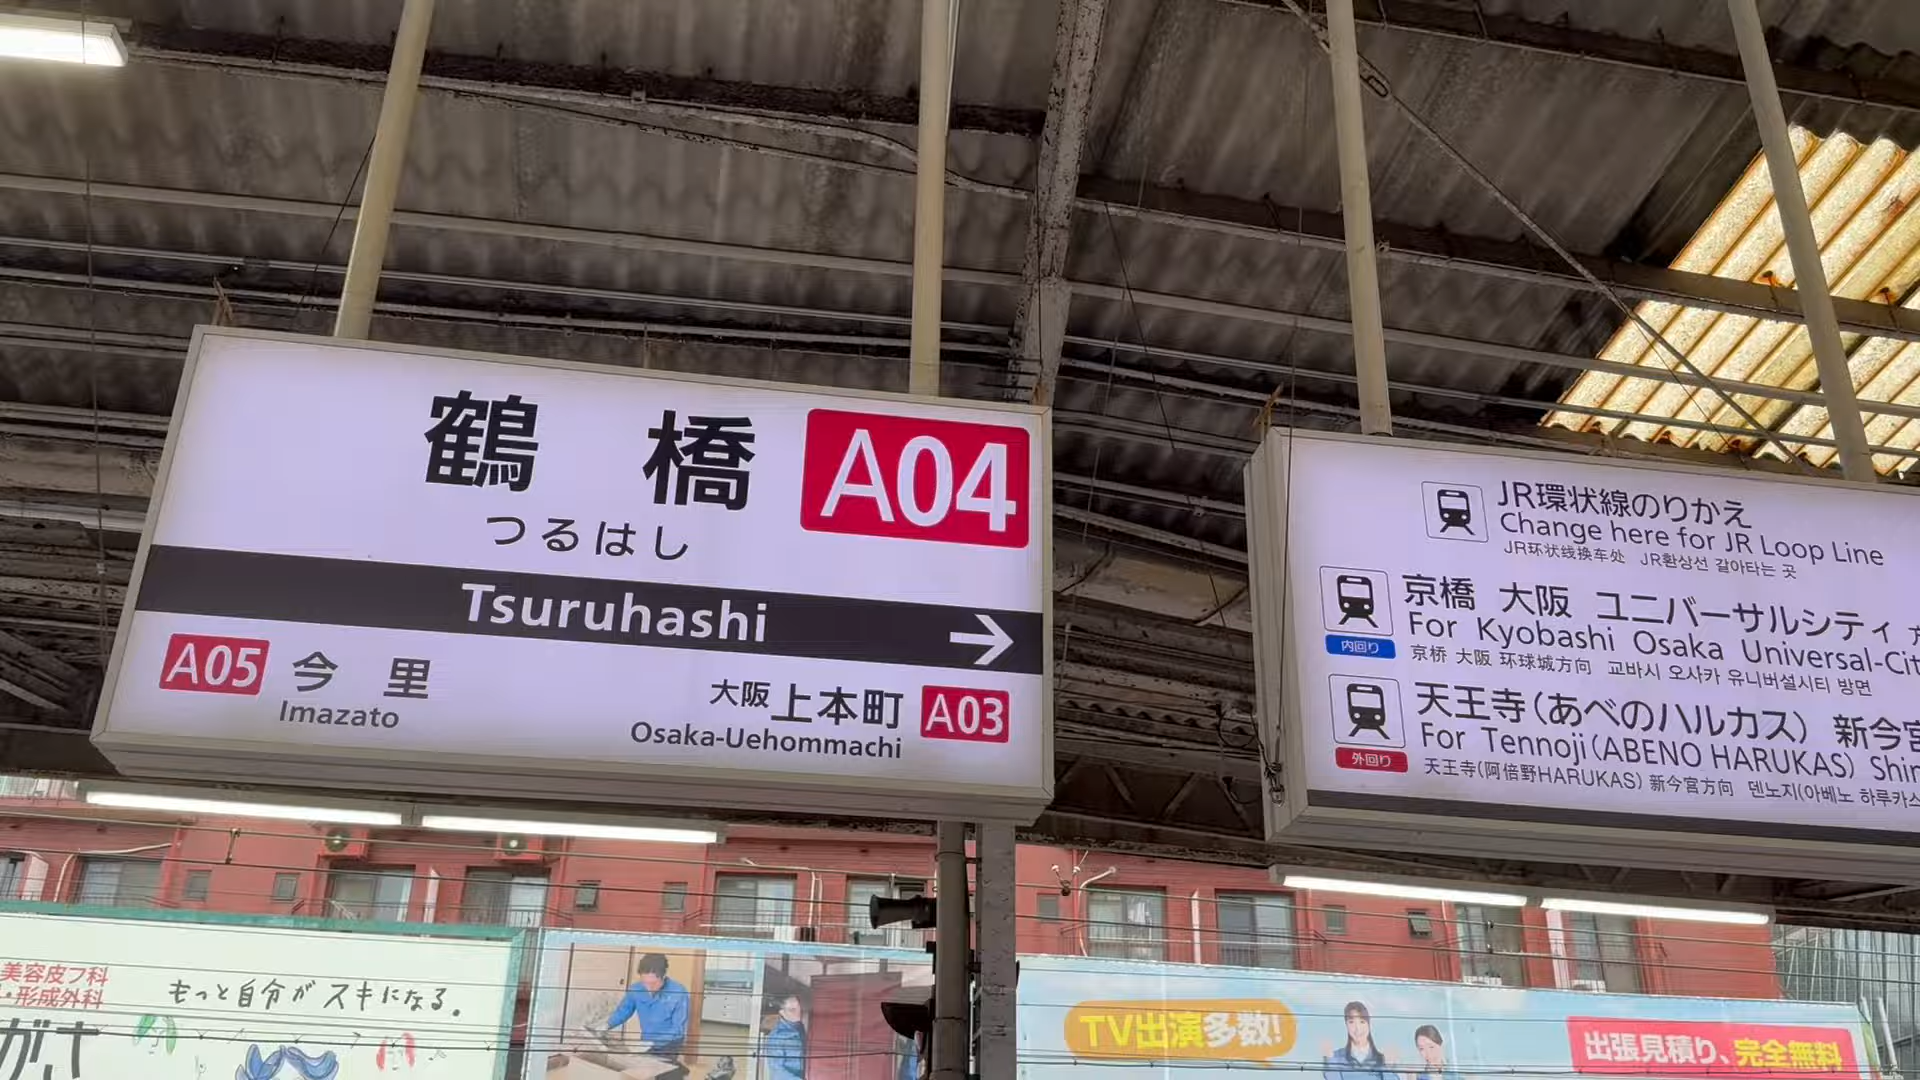 鶴橋 A04
つるはし
Tsuruhashi →
A05 今里
Imazato
大阪上本町 A03
Osaka-Uehommachi
JR環状線のりかえ
Change here for JR Loop Line
JR环状线换车处 JR환상선 갈아타는 곳
京橋 大阪 ユニバーサルシティ
For Kyobashi Osaka Universal-Cit
内回り
京桥 大阪 环球城方向 교바시 오사카 유니버설시티 방면
天王寺(あべのハルカス) 新今宮
For Tennoji(ABENO HARUKAS) Shin
外回り
天王寺(阿倍野HARUKAS) 新今宫方向 덴노지(아베노 하루카스
美容皮フ科
・形成外科
もっと自分がスキになる。
TV出演多数!
出張見積り、完全無料